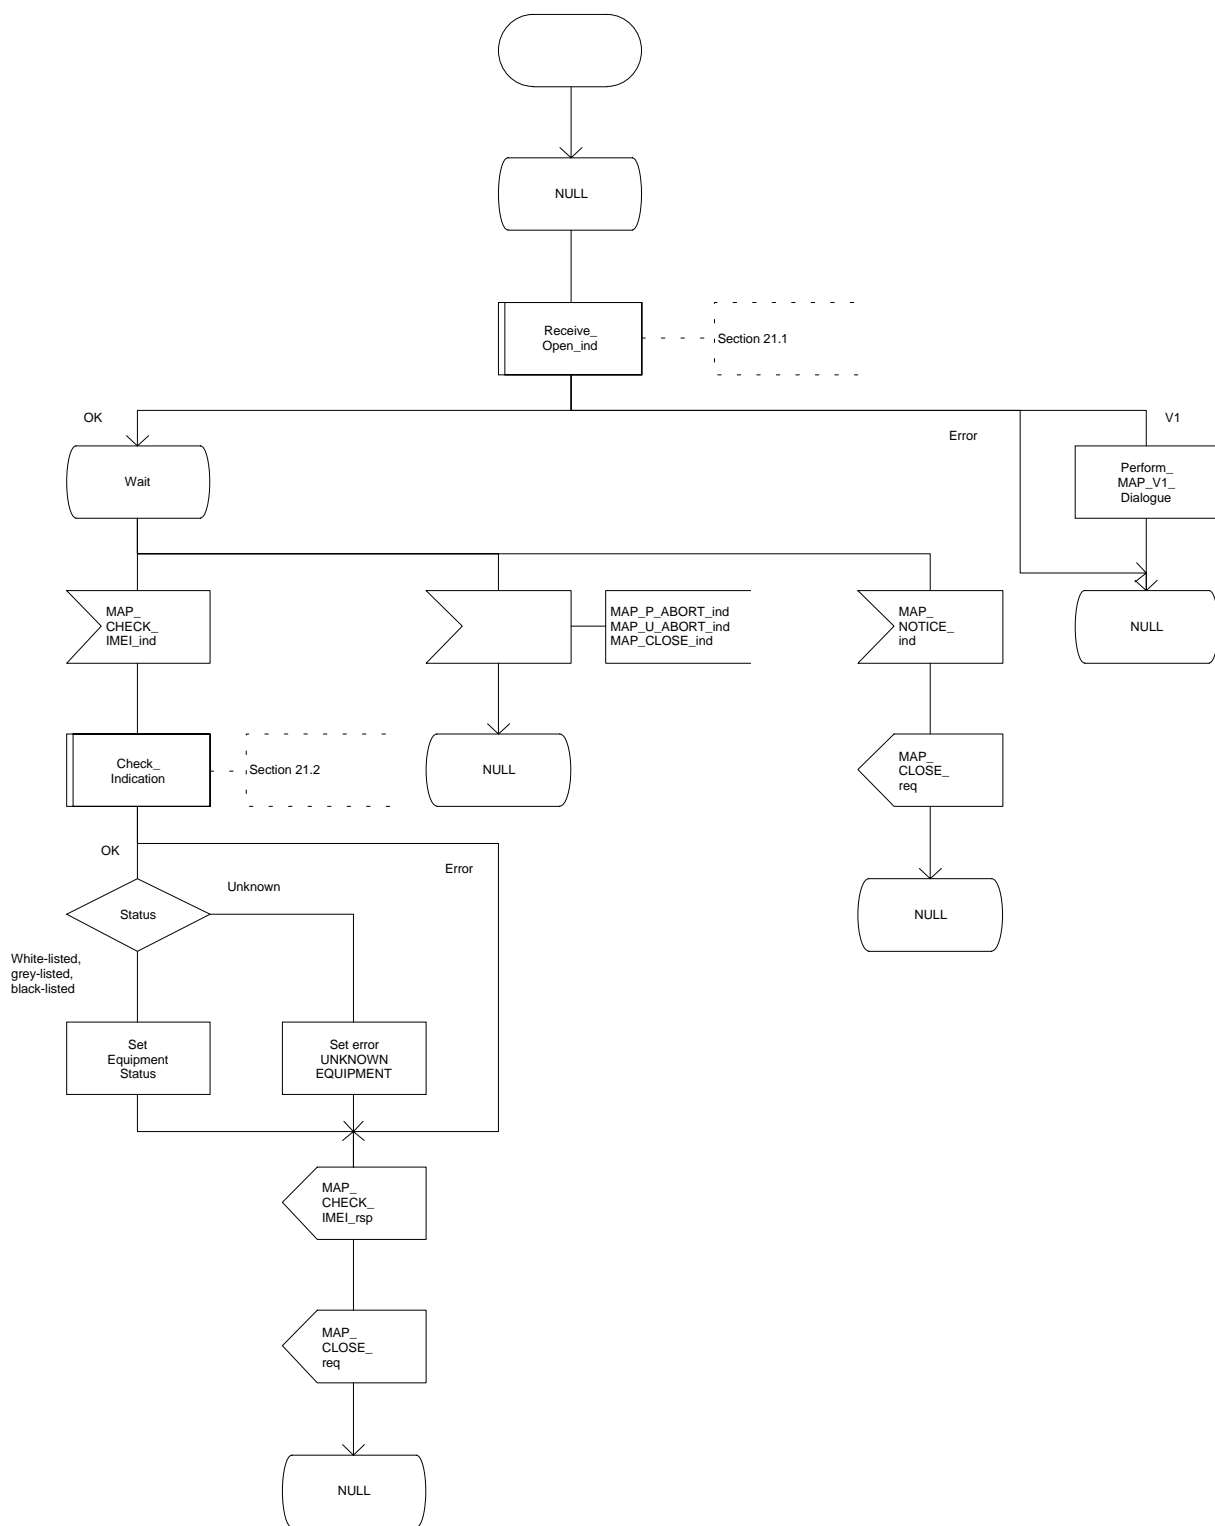 NULL
Receive_
Open_ind
Section 21.1
OK
Error
V1
Wait
Perform_
MAP_V1_
Dialogue
MAP_
CHECK_
IMEI_ind
MAP_P_ABORT_ind
MAP_U_ABORT_ind
MAP_CLOSE_ind
MAP_
NOTICE_
ind
NULL
Check_
Indication
Section 21.2
NULL
MAP_
CLOSE_
req
OK
Error
Unknown
Status
NULL
White-listed,
grey-listed,
black-listed
Set
Equipment
Status
Set error
UNKNOWN
EQUIPMENT
MAP_
CHECK_
IMEI_rsp
MAP_
CLOSE_
req
NULL